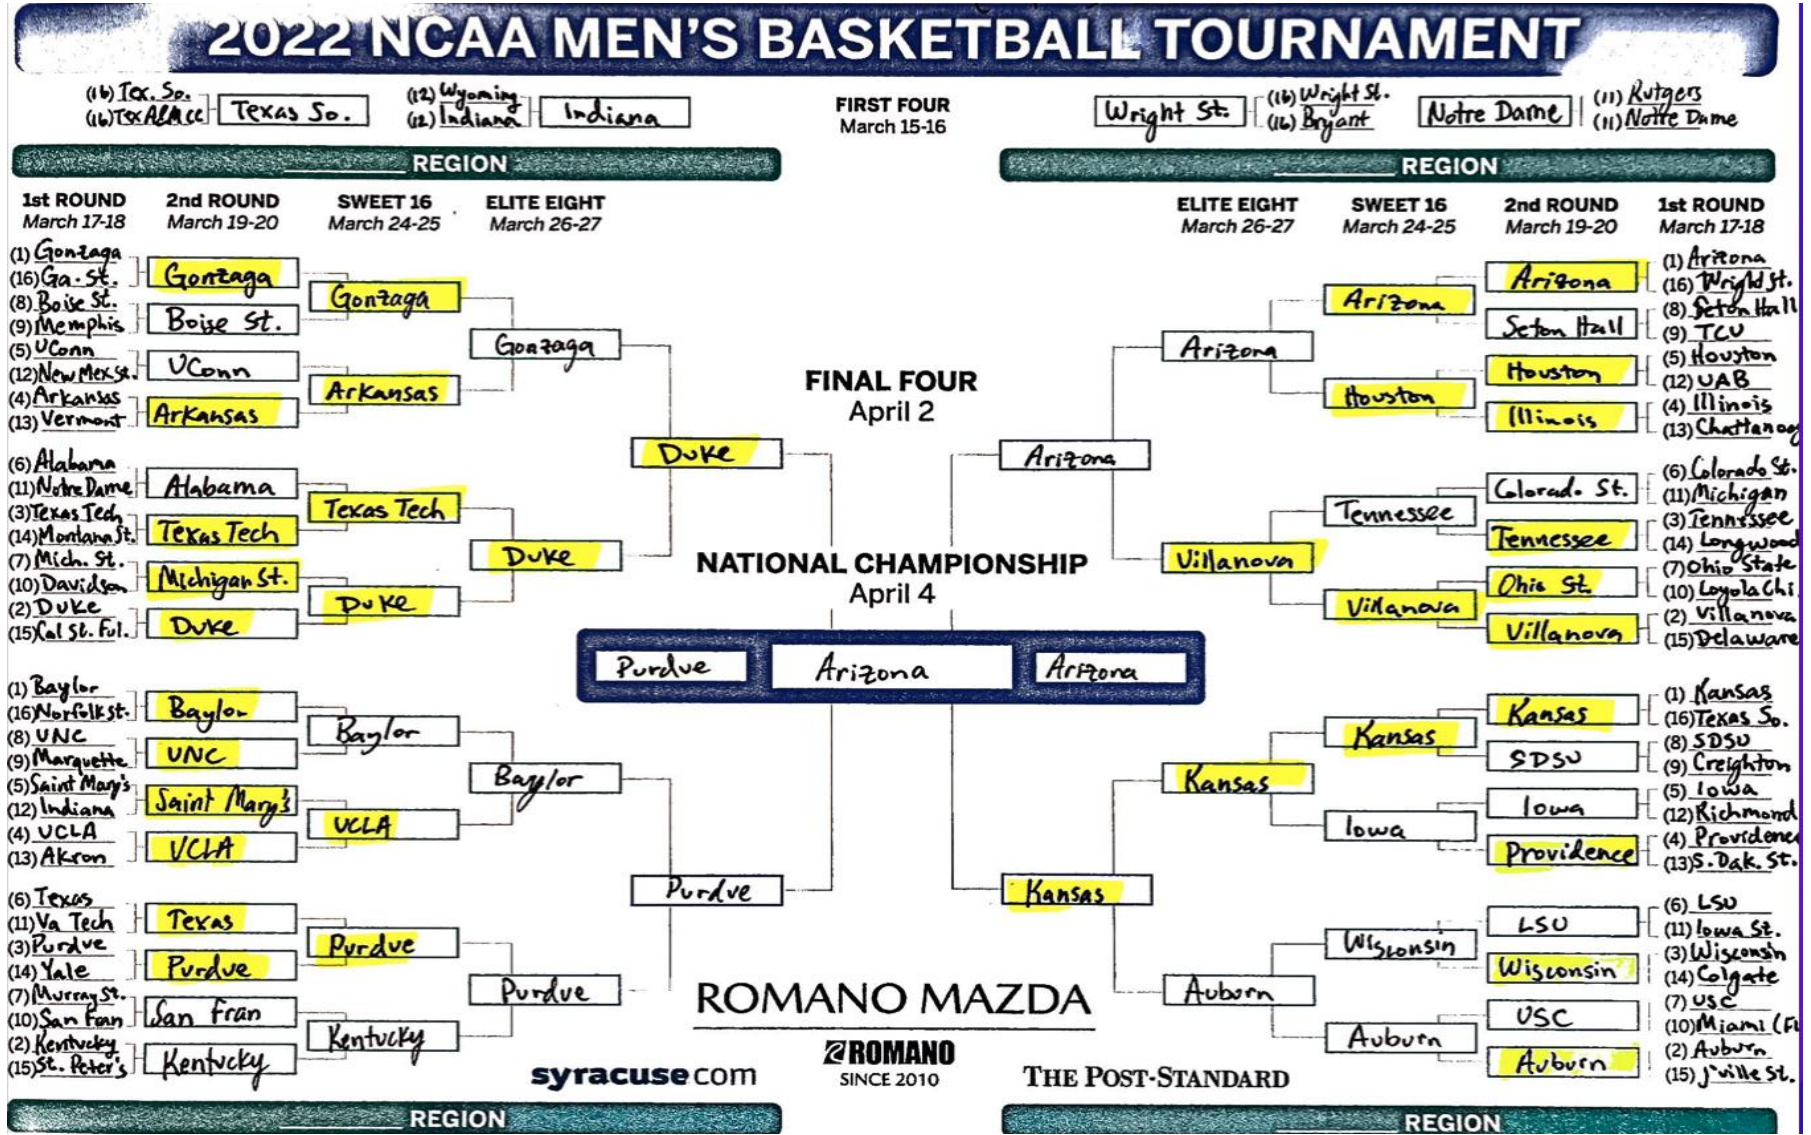 2022 NCAA MEN'S BASKETBALL TOURNAMENT
(16) Tex. So.
(16) Tex A&M CC
Texas So.
(12) Wyoming
(12) Indiana
Indiana
FIRST FOUR
March 15-16
Wright St.
(16) Wright St.
(16) Bryant
Notre Dame
(11) Rutgers
(11) Notre Dame
REGION
REGION
1st ROUND
March 17-18
2nd ROUND
March 19-20
SWEET 16
March 24-25
ELITE EIGHT
March 26-27
ELITE EIGHT
March 26-27
SWEET 16
March 24-25
2nd ROUND
March 19-20
1st ROUND
March 17-18
(1) Gonzaga
(16) Ga. St.
(8) Boise St.
(9) Memphis
(5) UConn
(12) New Mex St.
(4) Arkansas
(13) Vermont
(6) Alabama
(11) Notre Dame
(3) Texas Tech
(14) Montana St.
(7) Mich. St.
(10) Davidson
(2) Duke
(15) Cal St. Ful.
Gonzaga
Boise St.
UConn
Arkansas
Alabama
Texas Tech
Michigan St.
Duke
Gonzaga
Arkansas
Texas Tech
Duke
Gonzaga
Duke
Duke
(1) Baylor
(16) Norfolk St.
(8) UNC
(9) Marquette
(5) Saint Mary's
(12) Indiana
(4) UCLA
(13) Akron
(6) Texas
(11) Va Tech
(3) Purdue
(14) Yale
(7) Murray St.
(10) San Fran
(2) Kentucky
(15) St. Peter's
Baylor
UNC
Saint Mary's
UCLA
Texas
Purdue
San Fran
Kentucky
Baylor
UCLA
Purdue
Kentucky
Baylor
Purdue
Purdue
FINAL FOUR
April 2
NATIONAL CHAMPIONSHIP
April 4
Purdue
Arizona
Arizona
Arizona
Arizona
Villanova
Arizona
Houston
Tennessee
Villanova
Arizona
Seton Hall
Houston
Illinois
Colorado St.
Tennessee
Ohio St.
Villanova
(1) Arizona
(16) Wright St.
(8) Seton Hall
(9) TCU
(5) Houston
(12) UAB
(4) Illinois
(13) Chattanoog
(6) Colorado St.
(11) Michigan
(3) Tennessee
(14) Longwood
(7) Ohio State
(10) Loyola Chi.
(2) Villanova
(15) Delaware
Kansas
Kansas
Auburn
Kansas
Iowa
Wisconsin
Auburn
Kansas
SDSU
Iowa
Providence
LSU
Wisconsin
USC
Auburn
(1) Kansas
(16) Texas So.
(8) SDSU
(9) Creighton
(5) Iowa
(12) Richmond
(4) Providence
(13) S. Dak. St.
(6) LSU
(11) Iowa St.
(3) Wisconsin
(14) Colgate
(7) USC
(10) Miami (FL
(2) Auburn
(15) J'ville St.
ROMANO MAZDA
ROMANO
SINCE 2010
syracuse.com
THE POST-STANDARD
REGION
REGION